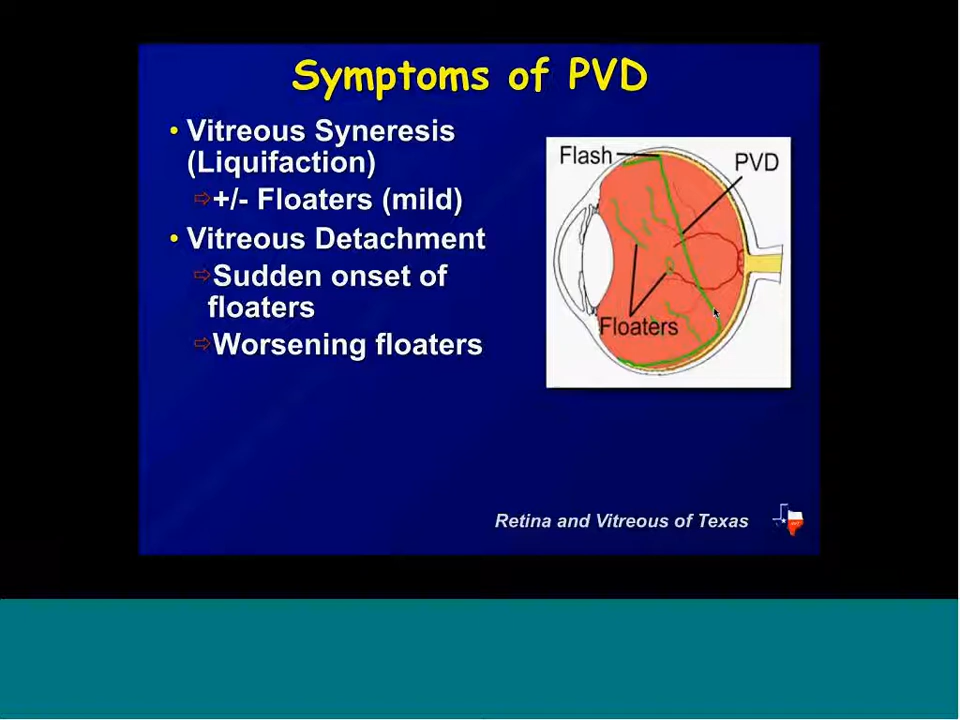 Symptoms of PVD
• Vitreous Syneresis
(Liquifaction)
⇨+/- Floaters (mild)
• Vitreous Detachment
⇨Sudden onset of
floaters
⇨Worsening floaters
Flash
PVD
Floaters
Retina and Vitreous of Texas